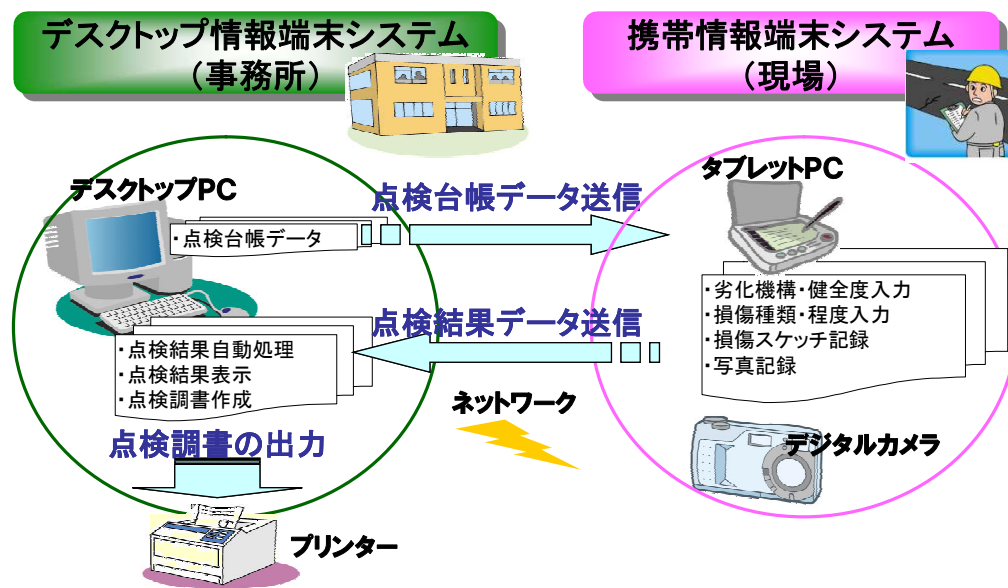 デスクトップ情報端末システム
（事務所）
携帯情報端末システム
（現場）
デスクトップPC
タブレットPC
点検台帳データ送信
・点検台帳データ
・劣化機構・健全度入力
・損傷種類・程度入力
・損傷スケッチ記録
・写真記録
点検結果データ送信
・点検結果自動処理
・点検結果表示
・点検調書作成
ネットワーク
点検調書の出力
デジタルカメラ
プリンター